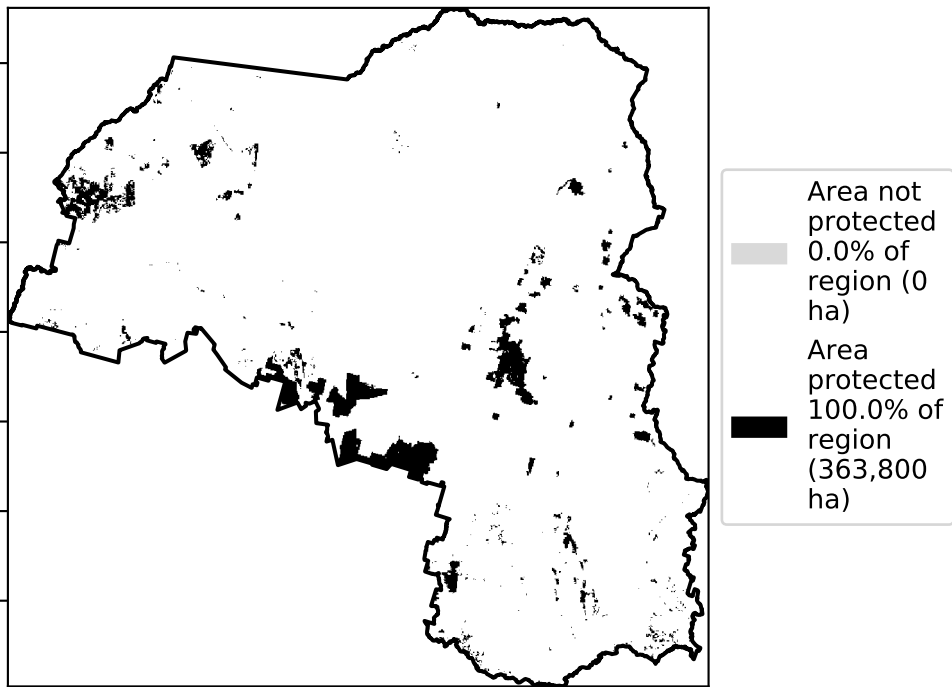 Area not
protected
0.0% of
region (0
ha)
Area
protected
100.0% of
region
(363,800
ha)